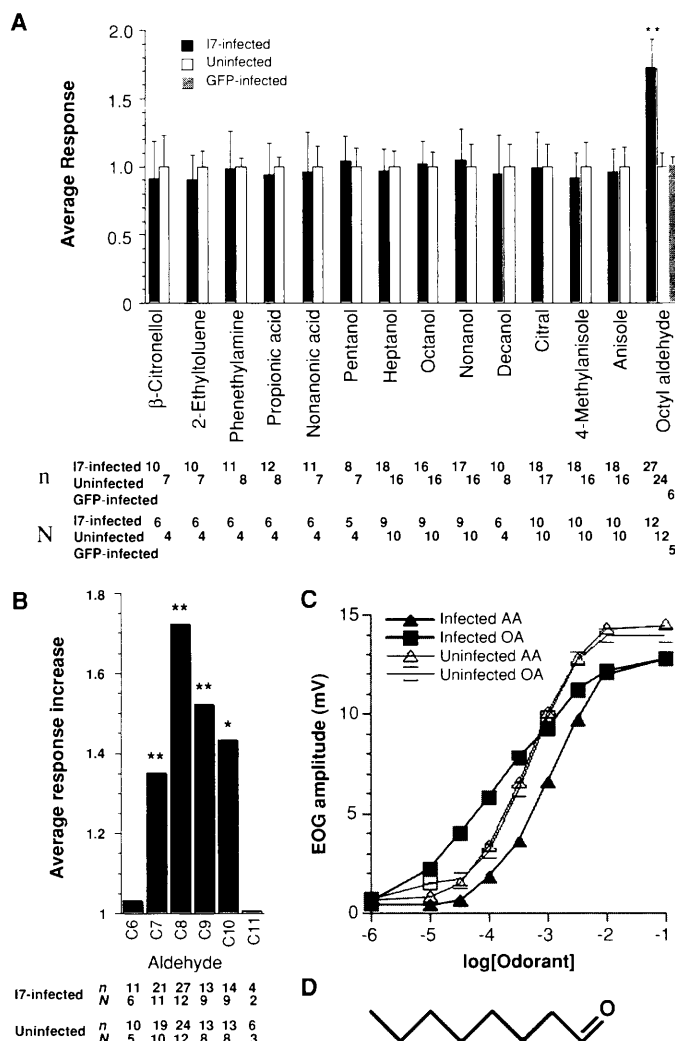 A
2.0
1.5
1.0
0.5
0
Average Response
I7-infected
Uninfected
GFP-infected
**
β-Citronellol
2-Ethyltoluene
Phenethylamine
Propionic acid
Nonanonic acid
Pentanol
Heptanol
Octanol
Nonanol
Decanol
Citral
4-Methylanisole
Anisole
Octyl aldehyde
n
I7-infected 10 10 11 12 11 8 18 16 17 10 18 18 18 27
Uninfected 7 7 8 8 7 7 16 16 16 8 17 16 16 24
GFP-infected 6
N
I7-infected 6 6 6 6 6 5 9 9 9 6 10 10 10 12
Uninfected 4 4 4 4 4 4 10 10 10 4 10 10 10 12
GFP-infected 5
B
1.8
1.6
1.4
1.2
1
Average response increase
** ** ** *
C6 C7 C8 C9 C10 C11
Aldehyde
I7-infected
n 11 21 27 13 14 4
N 6 11 12 9 9 2
Uninfected
n 10 19 24 13 13 6
N 5 10 12 8 8 3
C
15
10
5
0
EOG amplitude (mV)
Infected AA
Infected OA
Uninfected AA
Uninfected OA
-6 -5 -4 -3 -2 -1
log[Odorant]
D
O